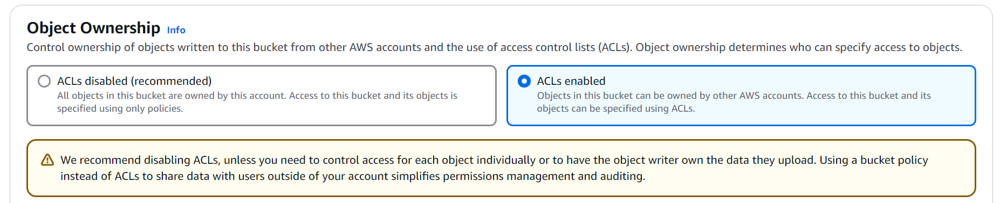 Object Ownership Info
Control ownership of objects written to this bucket from other AWS accounts and the use of access control lists (ACLs). Object ownership determines who can specify access to objects.
ACLs disabled (recommended)
All objects in this bucket are owned by this account. Access to this bucket and its objects is
specified using only policies.
ACLs enabled
Objects in this bucket can be owned by other AWS accounts. Access to this bucket and its
objects can be specified using ACLs.
We recommend disabling ACLs, unless you need to control access for each object individually or to have the object writer own the data they upload. Using a bucket policy
instead of ACLs to share data with users outside of your account simplifies permissions management and auditing.